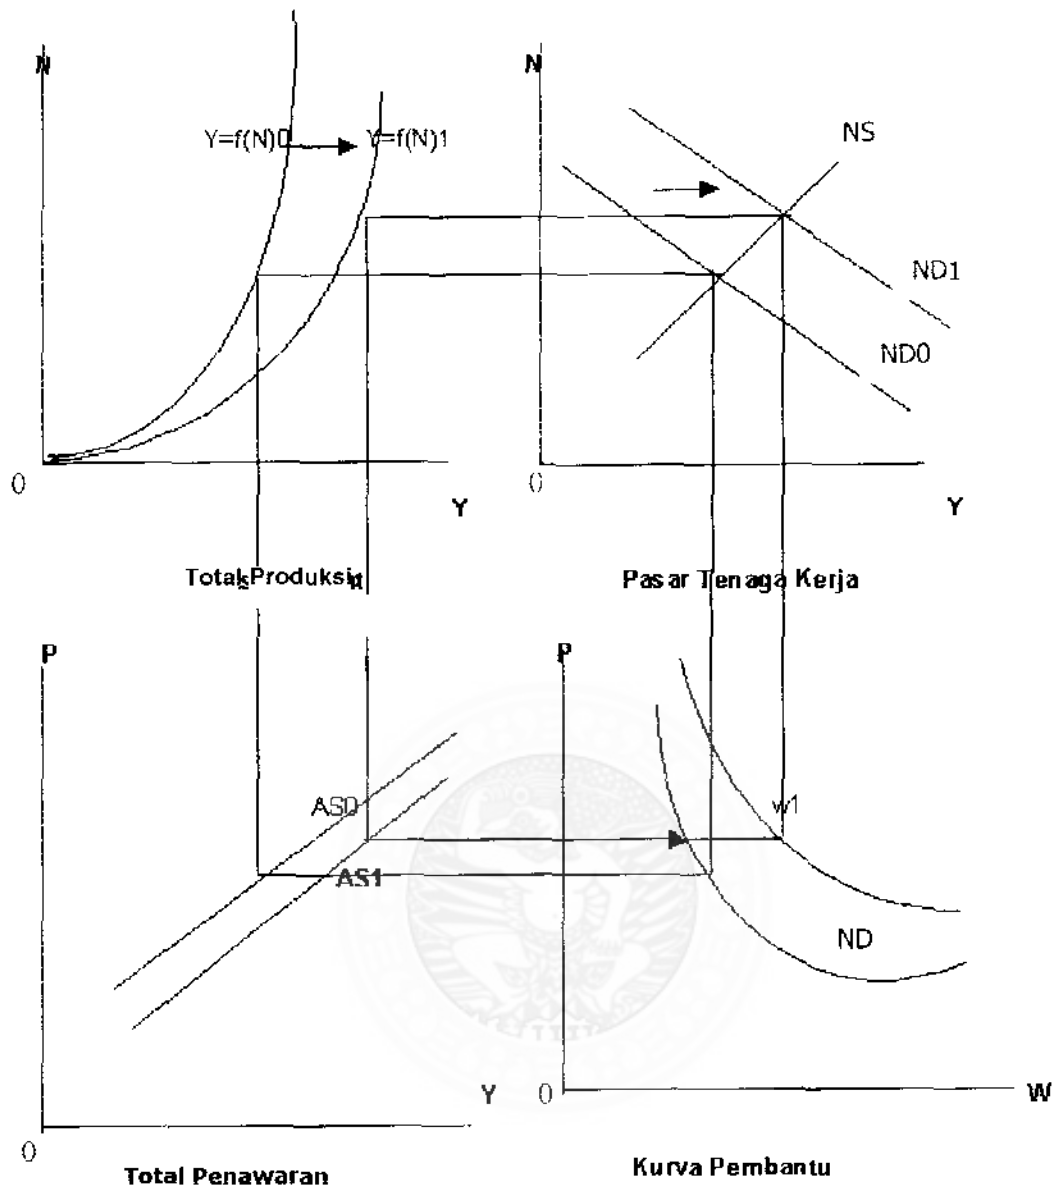 N
Y=f(N)0
Y=f(N)1
0
Y
Total Produksi
N
NS
ND1
ND0
0
Y
Pasar Tenaga Kerja
P
AS0
AS1
Y
0
Total Penawaran
P
w1
ND
0
W
Kurva Pembantu